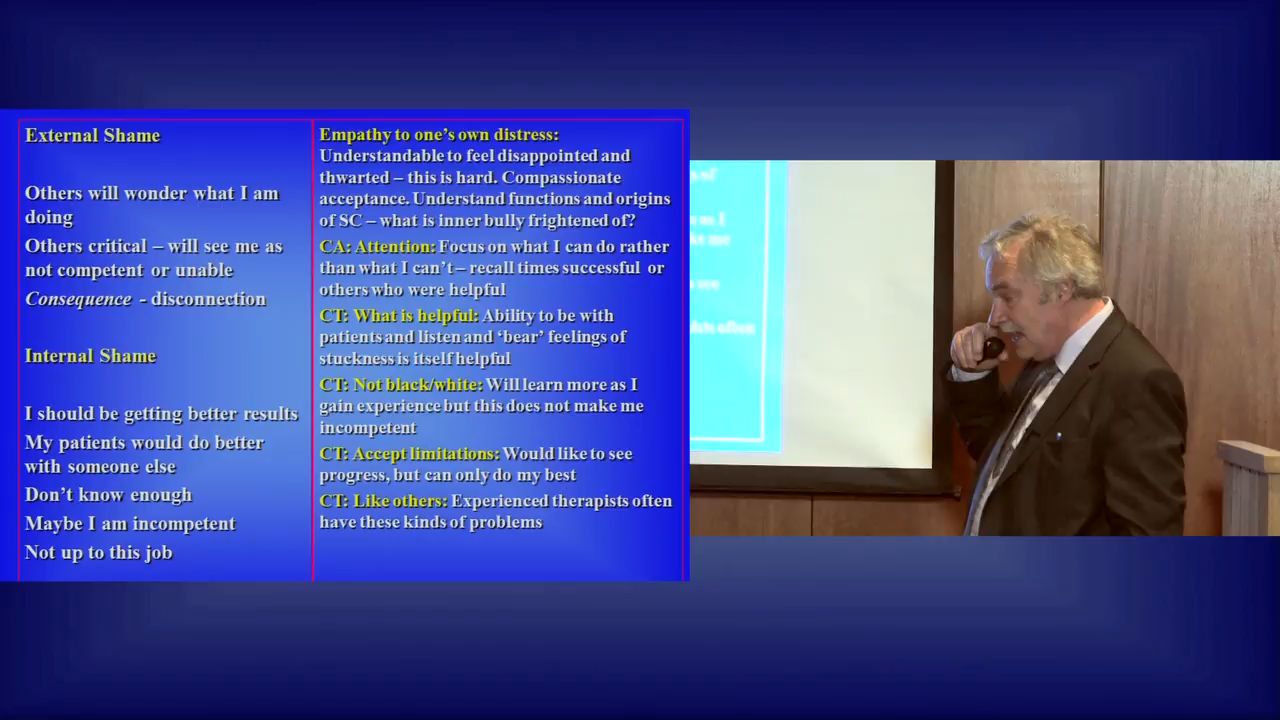 External Shame
Others will wonder what I am
doing
Others critical – will see me as
not competent or unable
Consequence - disconnection
Internal Shame
I should be getting better results
My patients would do better
with someone else
Don't know enough
Maybe I am incompetent
Not up to this job
Empathy to one's own distress:
Understandable to feel disappointed and
thwarted – this is hard. Compassionate
acceptance. Understand functions and origins
of SC – what is inner bully frightened of?
CA: Attention: Focus on what I can do rather
than what I can't – recall times successful or
others who were helpful
CT: What is helpful: Ability to be with
patients and listen and 'bear' feelings of
stuckness is itself helpful
CT: Not black/white: Will learn more as I
gain experience but this does not make me
incompetent
CT: Accept limitations: Would like to see
progress, but can only do my best
CT: Like others: Experienced therapists often
have these kinds of problems
of
as I
me
see
often